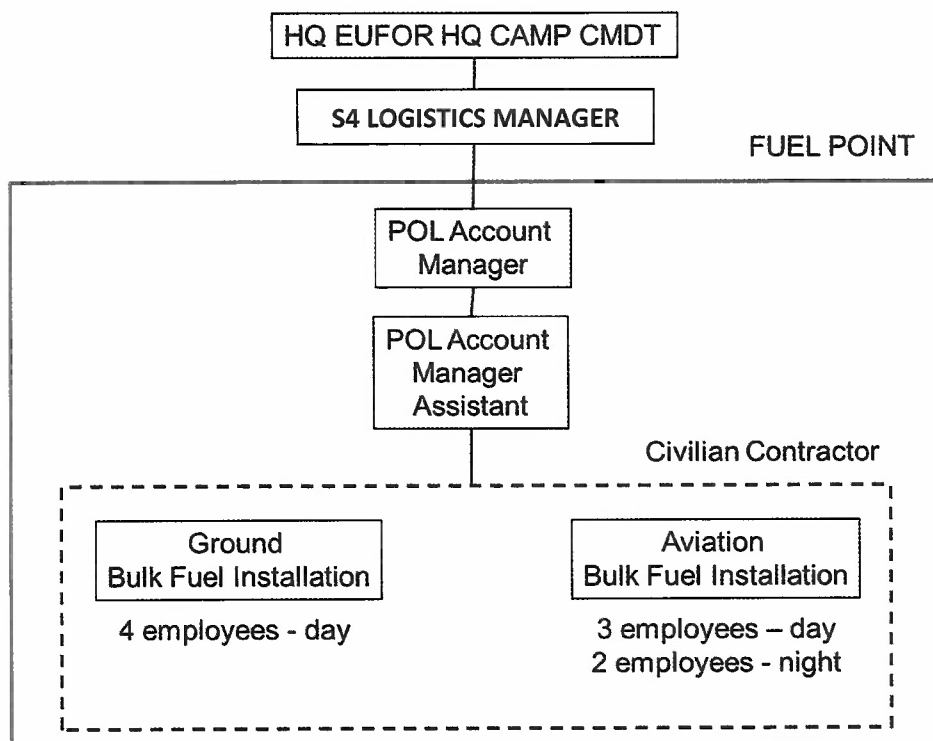 HQ EUFOR HQ CAMP CMDT
S4 LOGISTICS MANAGER
FUEL POINT
POL Account
Manager
POL Account
Manager
Assistant
Civilian Contractor
Ground
Bulk Fuel Installation
4 employees - day
Aviation
Bulk Fuel Installation
3 employees – day
2 employees - night